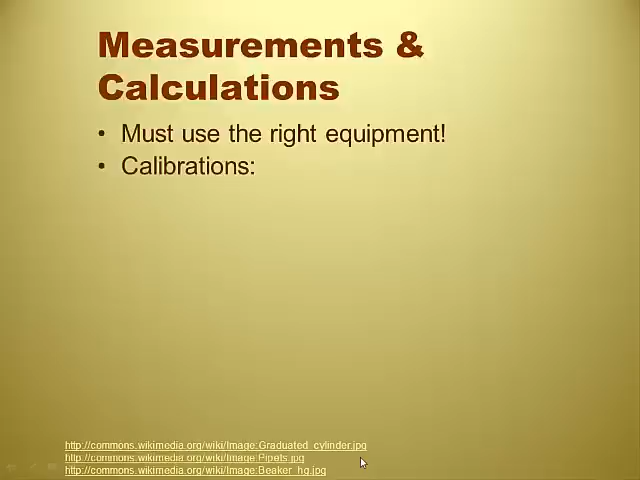 Measurements &
Calculations
• Must use the right equipment!
• Calibrations:
http://commons.wikimedia.org/wiki/Image:Graduated_cylinder.jpg
http://commons.wikimedia.org/wiki/Image:Pipets.jpg
http://commons.wikimedia.org/wiki/Image:Beaker_hg.jpg